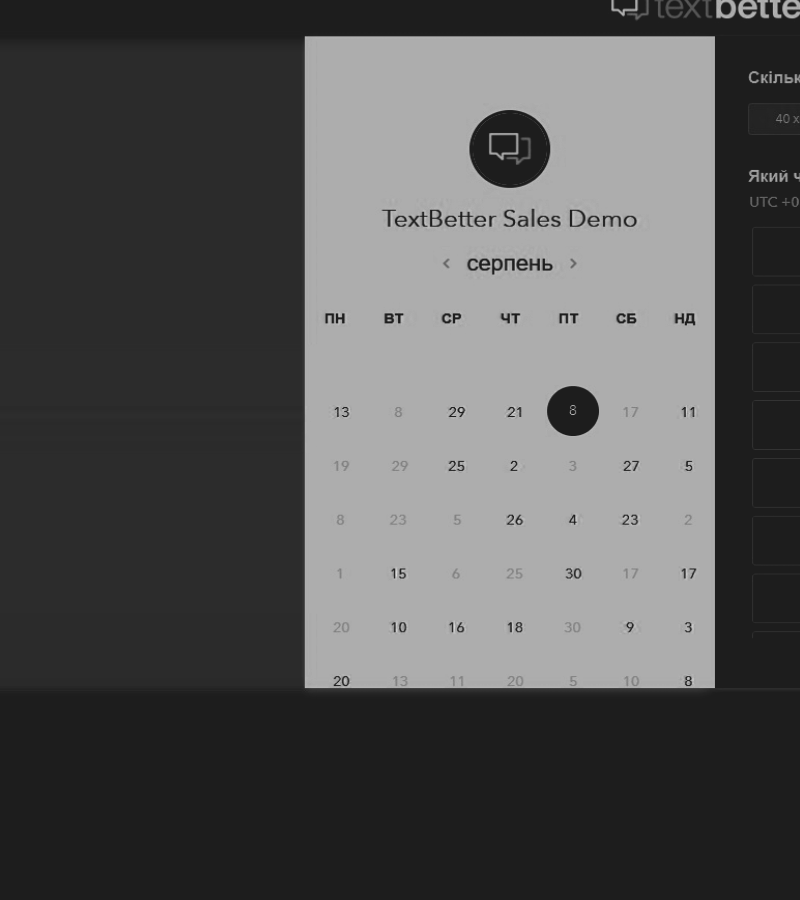 textbette
TextBetter Sales Demo
серпень
ПН ВТ СР ЧТ ПТ СБ НД
13 8 29 21 8 17 11
19 29 25 2 3 27 5
8 23 5 26 4 23 2
1 15 6 25 30 17 17
20 10 16 18 30 9 3
20 13 11 20 5 10 8
Скільк
40 х
Який ч
UTC +0